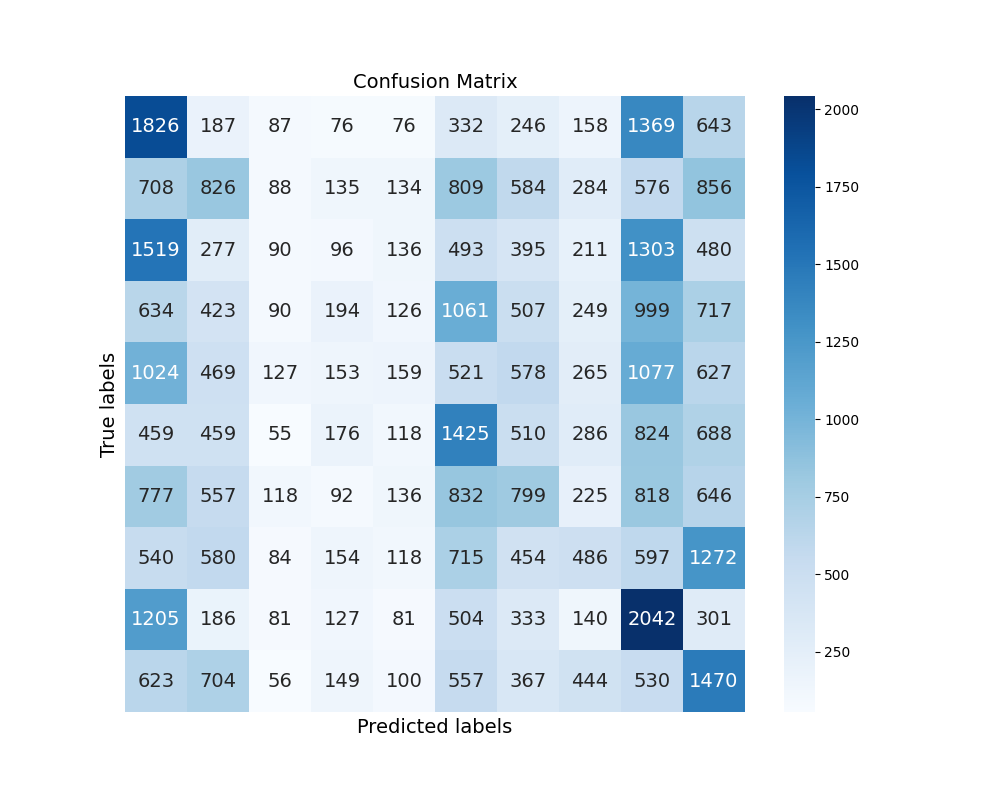 Confusion Matrix
1826 187 87 76 76 332 246 158 1369 643
708 826 88 135 134 809 584 284 576 856
1519 277 90 96 136 493 395 211 1303 480
634 423 90 194 126 1061 507 249 999 717
1024 469 127 153 159 521 578 265 1077 627
459 459 55 176 118 1425 510 286 824 688
777 557 118 92 136 832 799 225 818 646
540 580 84 154 118 715 454 486 597 1272
1205 186 81 127 81 504 333 140 2042 301
623 704 56 149 100 557 367 444 530 1470
True labels
Predicted labels
2000
1750
1500
1250
1000
750
500
250